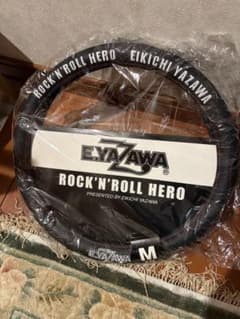 ROCK'N'ROLL HERO EIKICHI YAZAWA
E.YAZAWA
ROCK'N'ROLL HERO
PRESENTED BY EIKICHI YAZAWA
E.YAZAWA
M